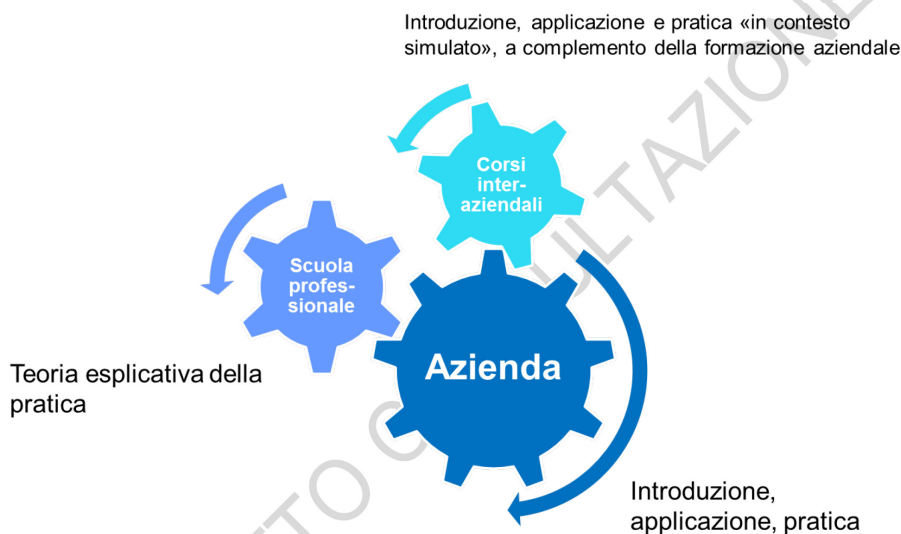 Introduzione, applicazione e pratica «in contesto
simulato», a complemento della formazione aziendale
Corsi
inter-
aziendali
Scuola
profes-
sionale
Azienda
Teoria esplicativa della
pratica
Introduzione,
applicazione, pratica